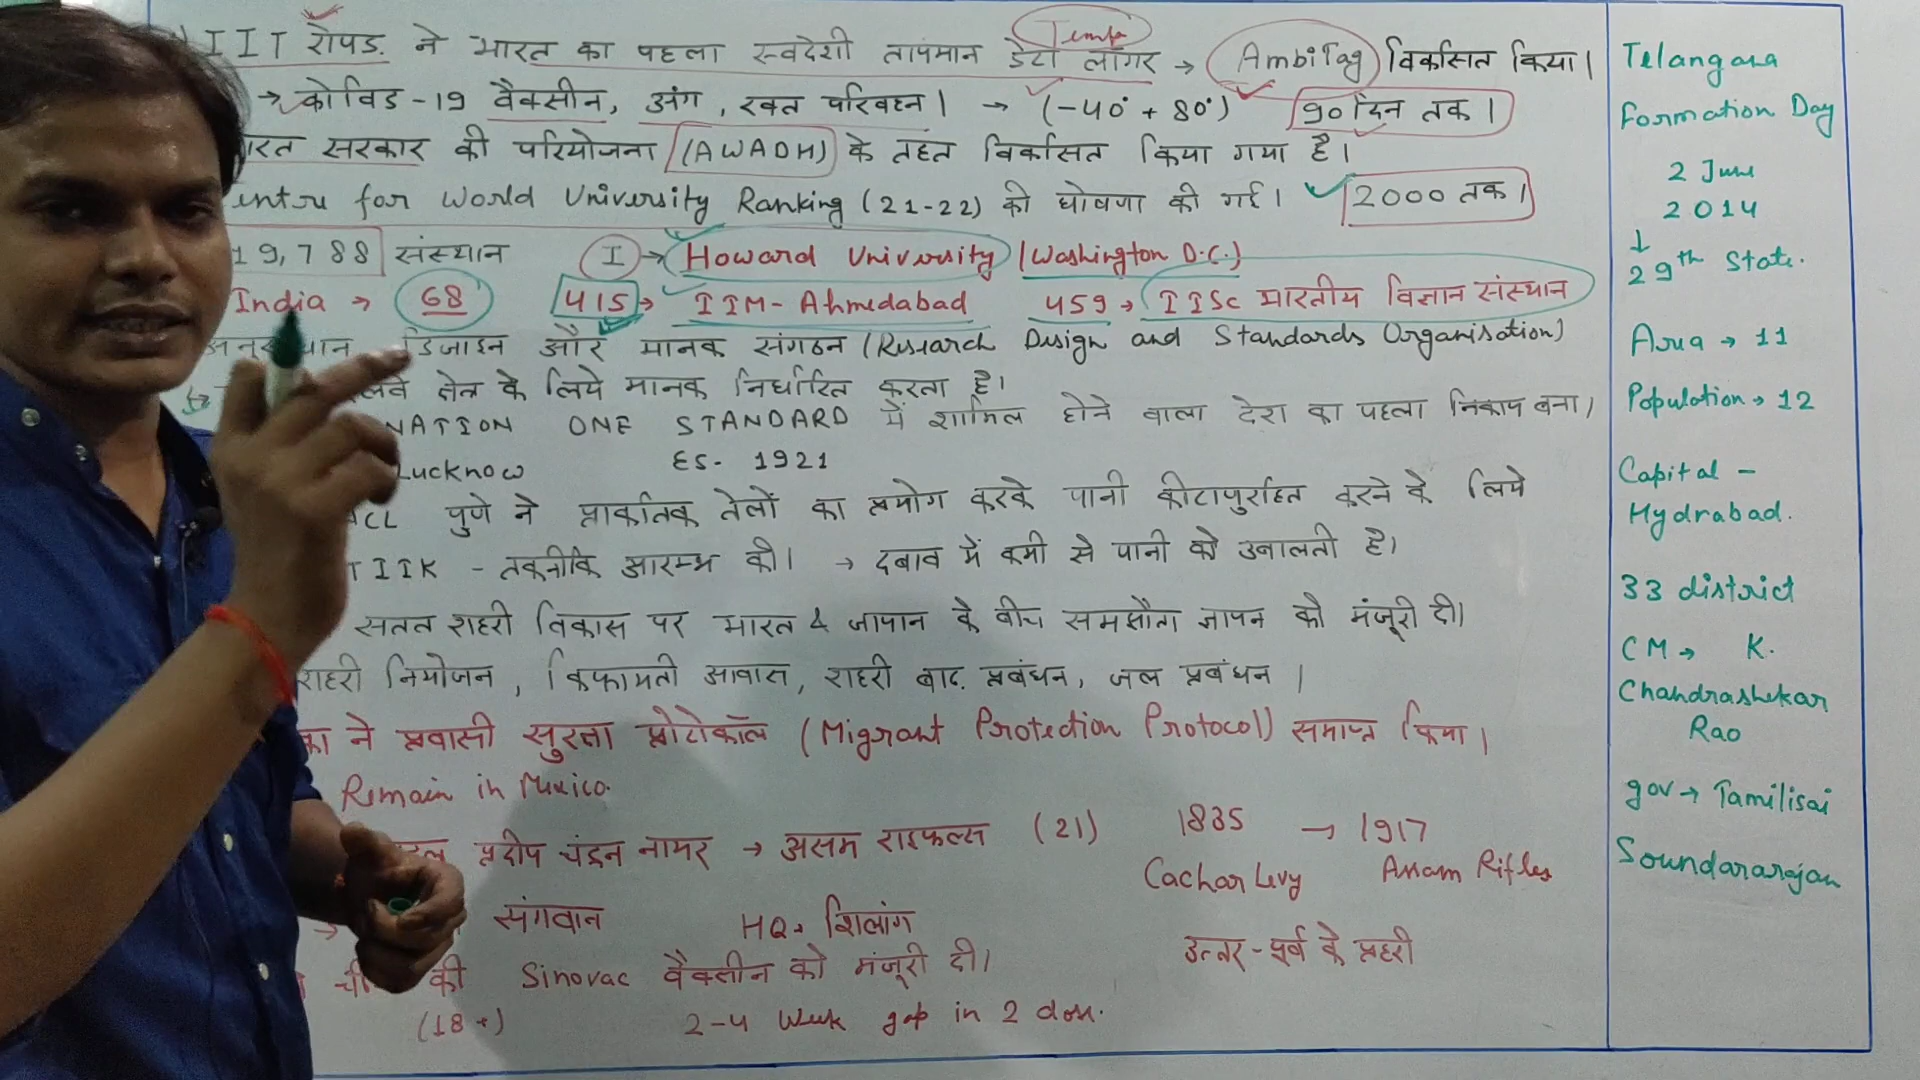 IIT रोपड़ ने भारत का पहला स्वदेशी तापमान डेटा लॉगर → AmbiTag विकसित किया।
Temp
→ कोविड-19 वैक्सीन, अंग, रक्त परिवहन। → (-40° + 80°) 90 दिन तक।
रत सरकार की परियोजना (AWADH) के तहत विकसित किया गया है।
entre for World University Ranking (21-22) की घोषणा की गई। 2000 तक।
19,788 संस्थान I → Howard University (Washington D.C.)
India → 68 415 → IIM-Ahmedabad 459 → IISc भारतीय विज्ञान संस्थान
डिजाइन और मानक संगठन (Research Design and Standards Organisation)
लवे क्षेत्र के लिये मानक निर्धारित करता है।
NATION ONE STANDARD में शामिल होने वाला देश का पहला निकाय बना।
Lucknow ES- 1921
CL पुणे ने प्राकृतिक तेलों का प्रयोग करके पानी कीटाणुरहित करने के लिये
TIIK - तकनीकि आरम्भ की। → दबाव में कमी से पानी को उबालती है।
सतत शहरी विकास पर भारत & जापान के बीच समझौता ज्ञापन को मंजूरी दी।
शहरी नियोजन, किफायती आवास, शहरी बाढ़ प्रबंधन, जल प्रबंधन।
का ने प्रवासी सुरक्षा प्रोटोकॉल (Migrant Protection Protocol) समाप्त किया।
Remain in Mexico.
प्रदीप चंदन नायर → असम राइफल्स (21) 1835 → 1917
Cachar Levy Assam Rifles
→ संगवान HQ. शिलांग
उत्तर-पूर्व के प्रहरी
की Sinovac वैक्सीन को मंजूरी दी।
(18+) 2-4 Week gap in 2 dose.
Telangana
Formation Day
2 June
2014
↓
29th State.
Area → 11
Population → 12
Capital -
Hydrabad.
33 district
CM → K.
Chandrashekar
Rao
gov → Tamilisai
Soundararajan